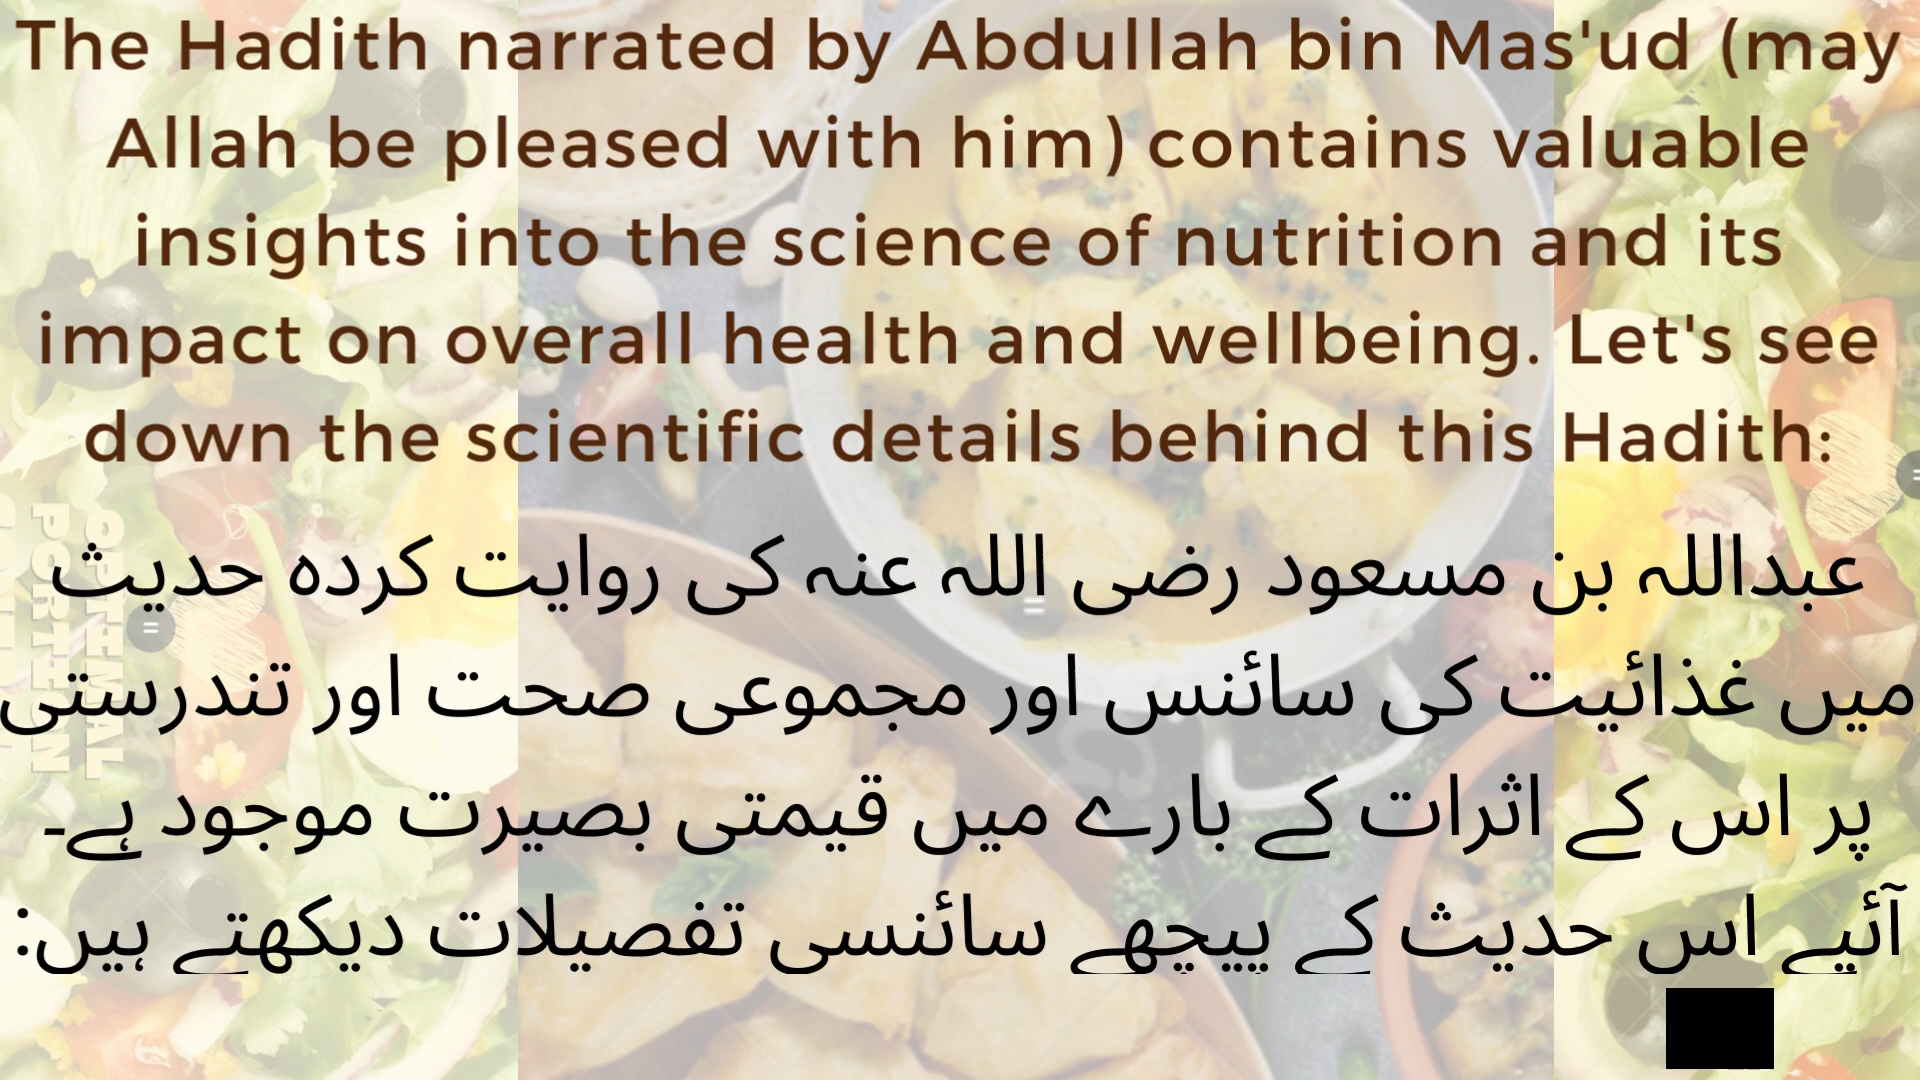 The Hadith narrated by Abdullah bin Mas'ud (may
Allah be pleased with him) contains valuable
insights into the science of nutrition and its
impact on overall health and wellbeing. Let's see
down the scientific details behind this Hadith:
عبداللہ بن مسعود رضی اللہ عنہ کی روایت کردہ حدیث
میں غذائیت کی سائنس اور مجموعی صحت اور تندرستی
پر اس کے اثرات کے بارے میں قیمتی بصیرت موجود ہے۔
آئیے اس حدیث کے پیچھے سائنسی تفصیلات دیکھتے ہیں:
OPTIMAL
PORTION